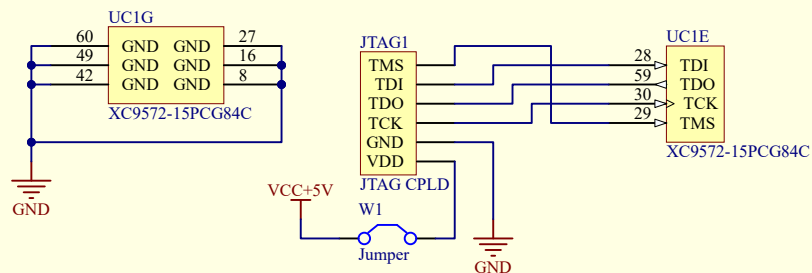 UC1G
60 GND GND 27
49 GND GND 16
42 GND GND 8
XC9572-15PCG84C
GND
JTAG1
TMS
TDI
TDO
TCK
GND
VDD
JTAG CPLD
VCC+5V
W1
Jumper
GND
UC1E
28 TDI
59 TDO
30 TCK
29 TMS
XC9572-15PCG84C